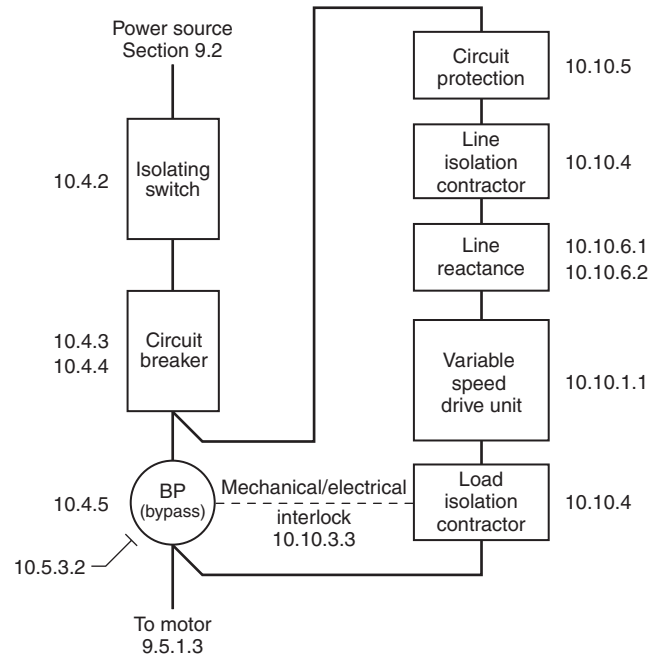 Power source
Section 9.2
10.4.2
Isolating
switch
10.4.3
10.4.4
Circuit
breaker
10.4.5
BP
(bypass)
10.5.3.2
To motor
9.5.1.3
Mechanical/electrical
interlock
10.10.3.3
Circuit
protection
10.10.5
Line
isolation
contractor
10.10.4
Line
reactance
10.10.6.1
10.10.6.2
Variable
speed
drive unit
10.10.1.1
Load
isolation
contractor
10.10.4